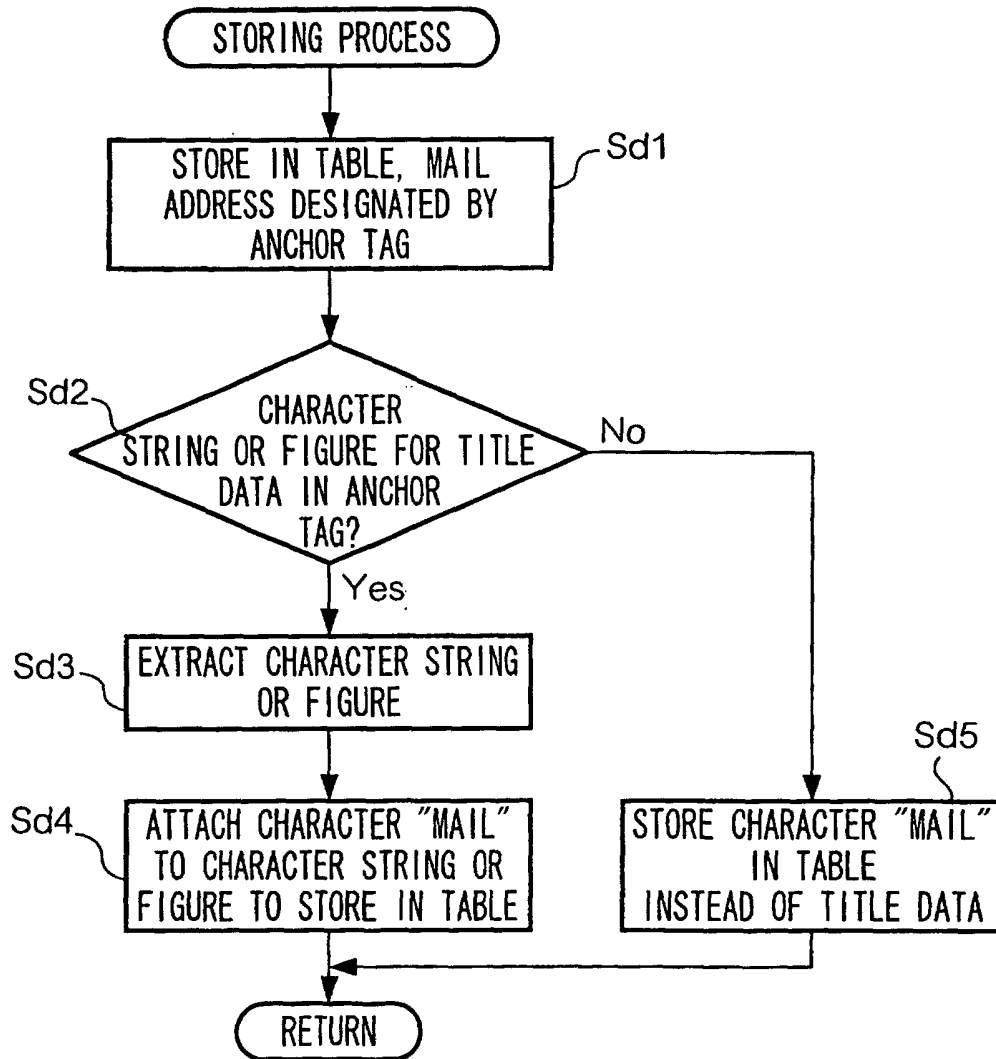 STORING PROCESS
Sd1
STORE IN TABLE, MAIL
ADDRESS DESIGNATED BY
ANCHOR TAG
Sd2
CHARACTER
STRING OR FIGURE FOR TITLE
DATA IN ANCHOR
TAG?
No
Yes
Sd3
EXTRACT CHARACTER STRING
OR FIGURE
Sd4
ATTACH CHARACTER "MAIL"
TO CHARACTER STRING OR
FIGURE TO STORE IN TABLE
Sd5
STORE CHARACTER "MAIL"
IN TABLE
INSTEAD OF TITLE DATA
RETURN